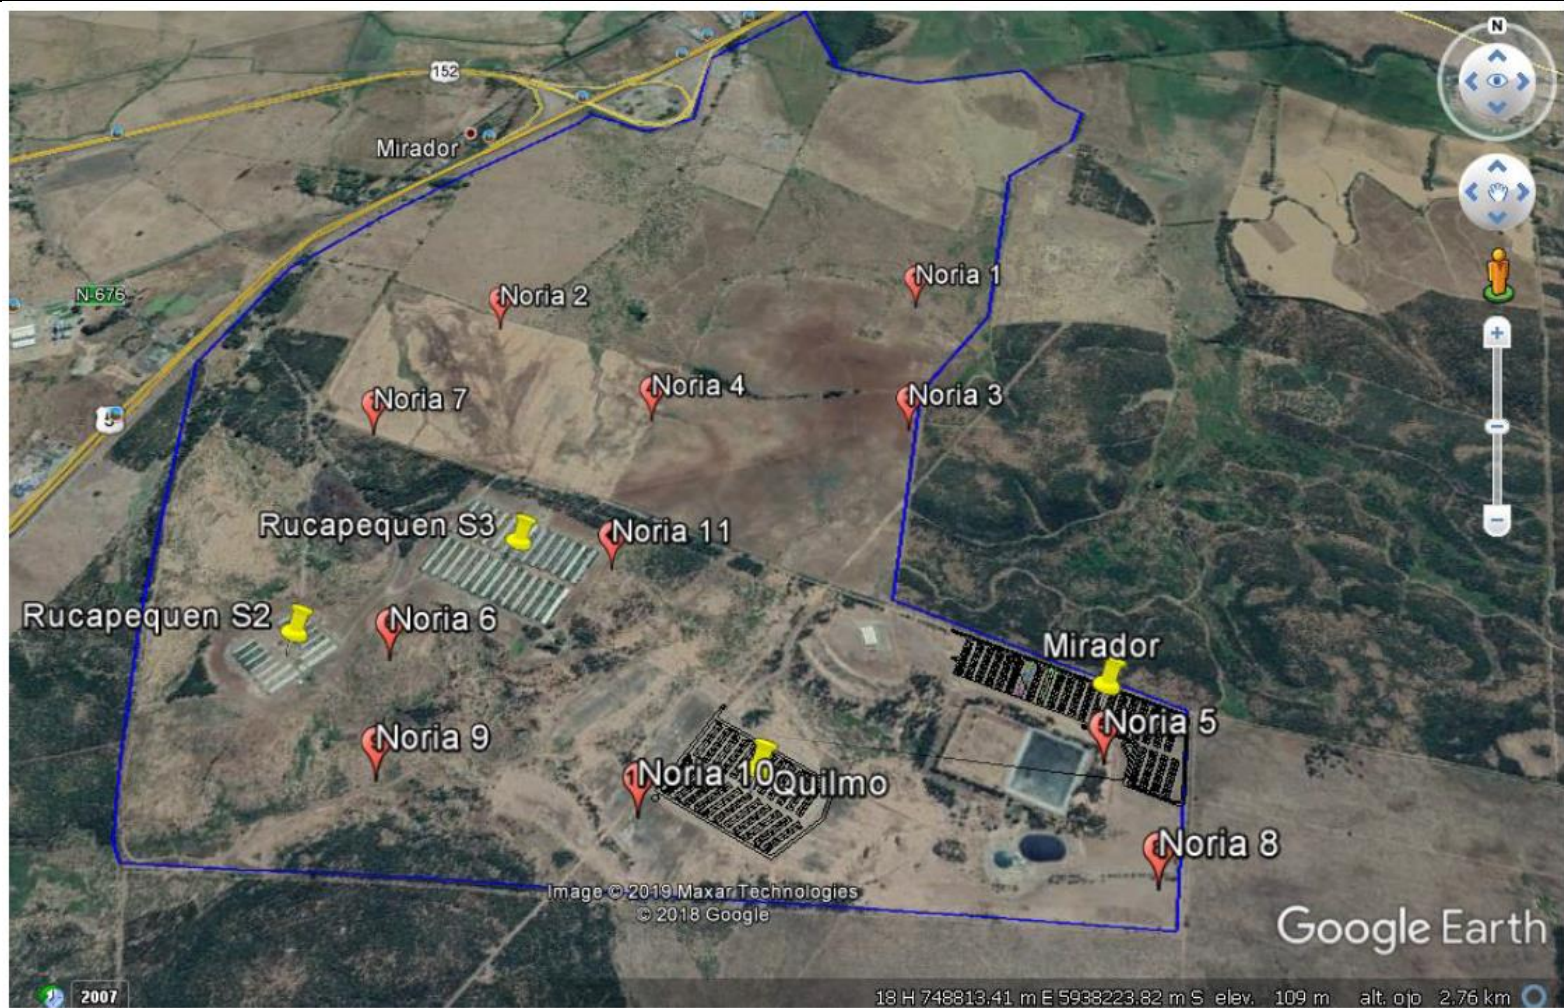 N
152
Mirador
Noria 1
N-676
Noria 2
Noria 4
Noria 3
Noria 7
5
Rucapequen S3
Noria 11
Rucapequen S2
Noria 6
Mirador
Noria 5
Noria 9
Noria 10
Quilmo
Noria 8
Image © 2019 Maxar Technologies
© 2018 Google
Google Earth
2007
18 H 748813.41 m E 5938223.82 m S elev. 109 m alt. ojo 2.76 km